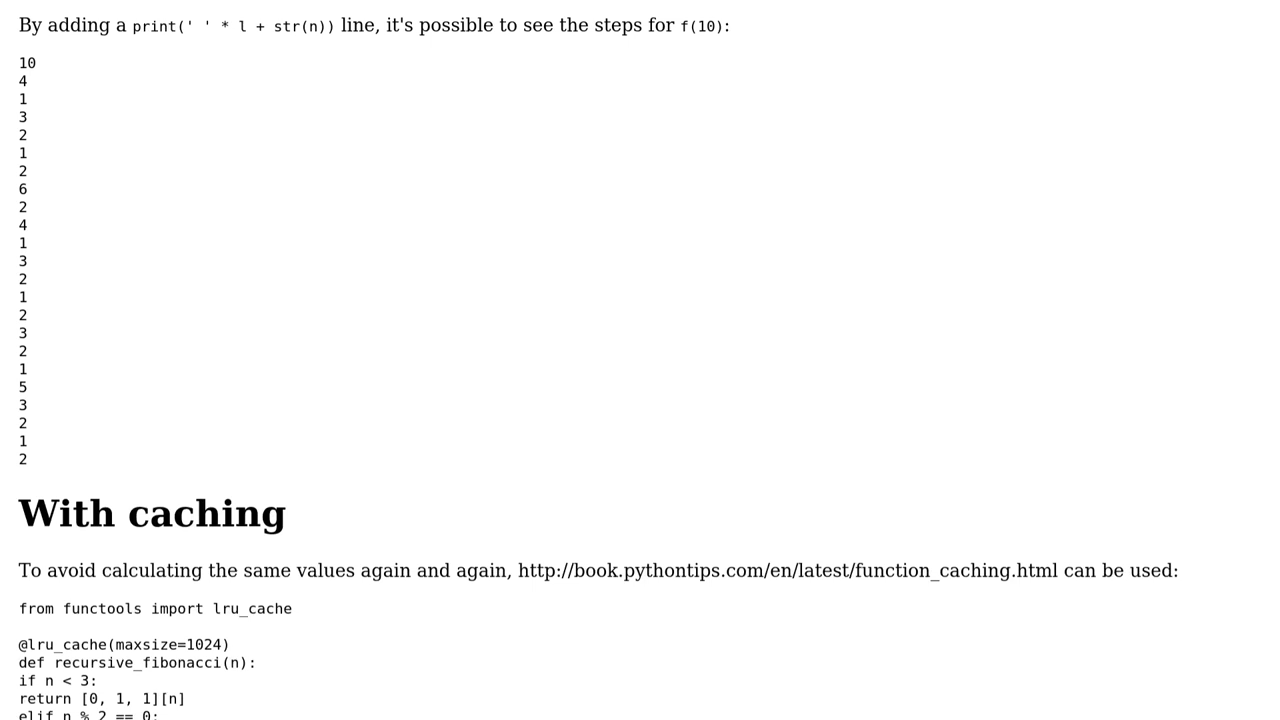 By adding a print(' ' * l + str(n)) line, it's possible to see the steps for f(10):
10
4
1
3
2
1
2
6
2
4
1
3
2
1
2
3
2
1
5
3
2
1
2
With caching
To avoid calculating the same values again and again, http://book.pythontips.com/en/latest/function_caching.html can be used:
from functools import lru_cache
@lru_cache(maxsize=1024)
def recursive_fibonacci(n):
if n < 3:
return [0, 1, 1][n]
elif n % 2 == 0: